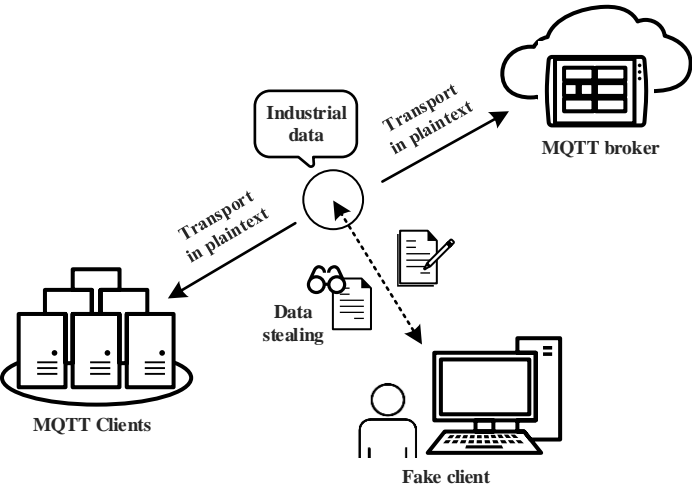 Industrial
data
Transport
in plaintext
MQTT broker
Transport
in plaintext
Data
stealing
MQTT Clients
Fake client